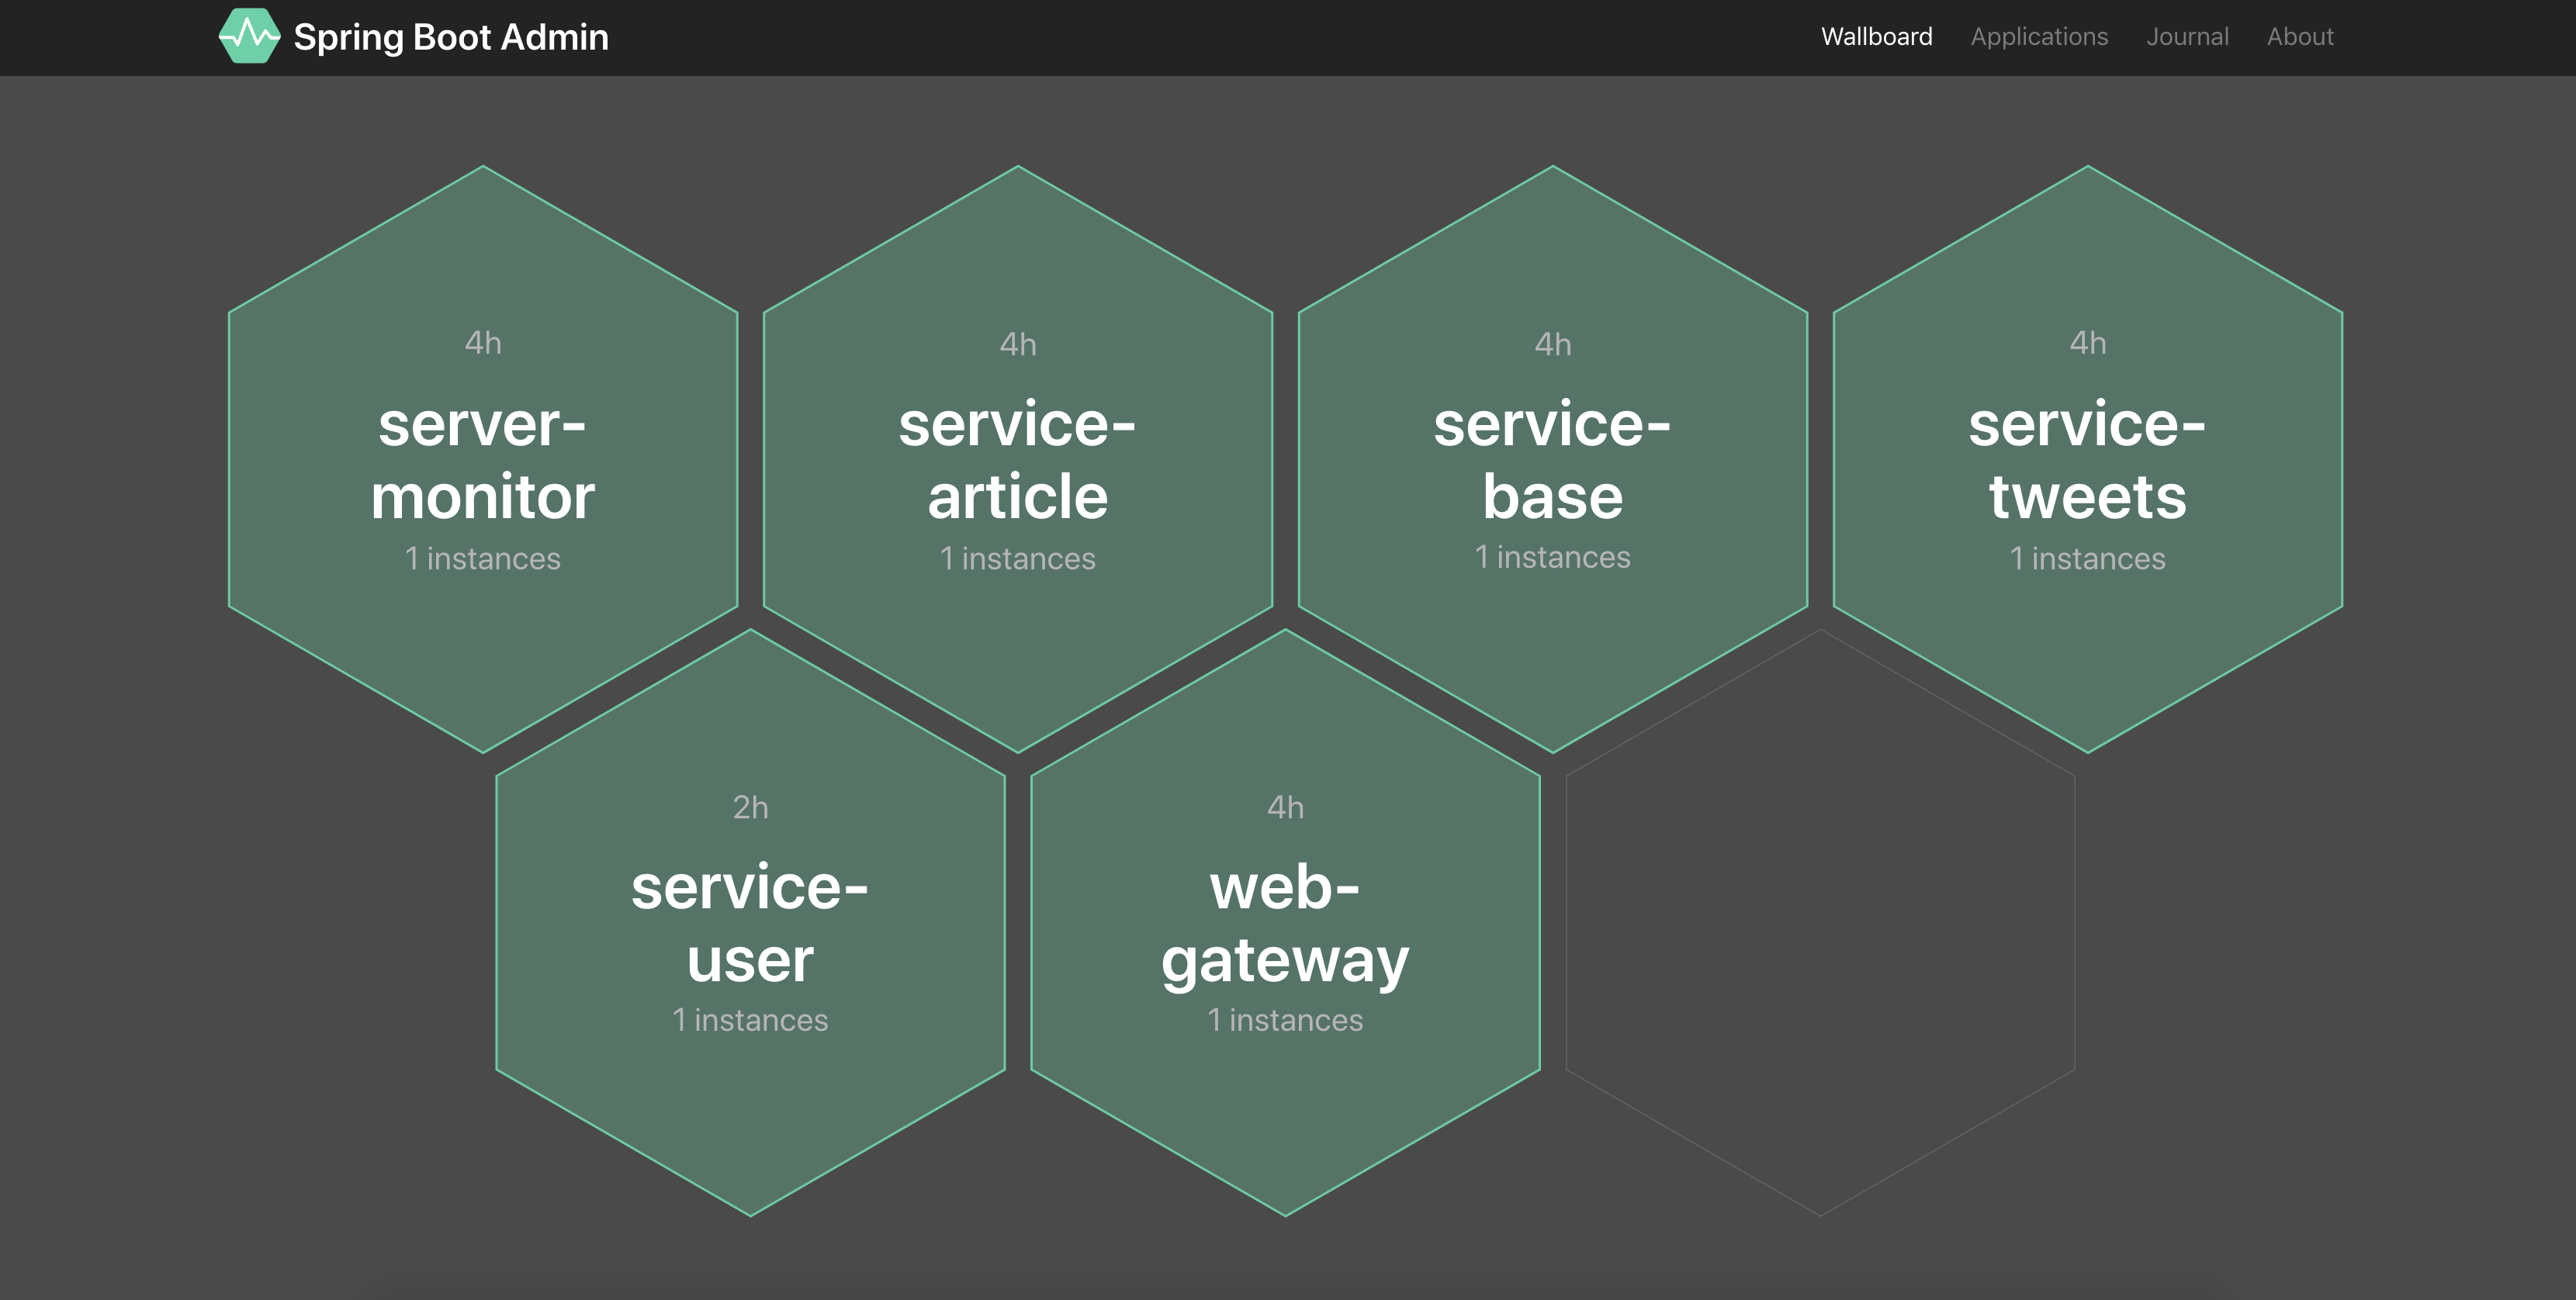 Spring Boot Admin
Wallboard Applications Journal About
4h
server-
monitor
1 instances
4h
service-
article
1 instances
4h
service-
base
1 instances
4h
service-
tweets
1 instances
2h
service-
user
1 instances
4h
web-
gateway
1 instances